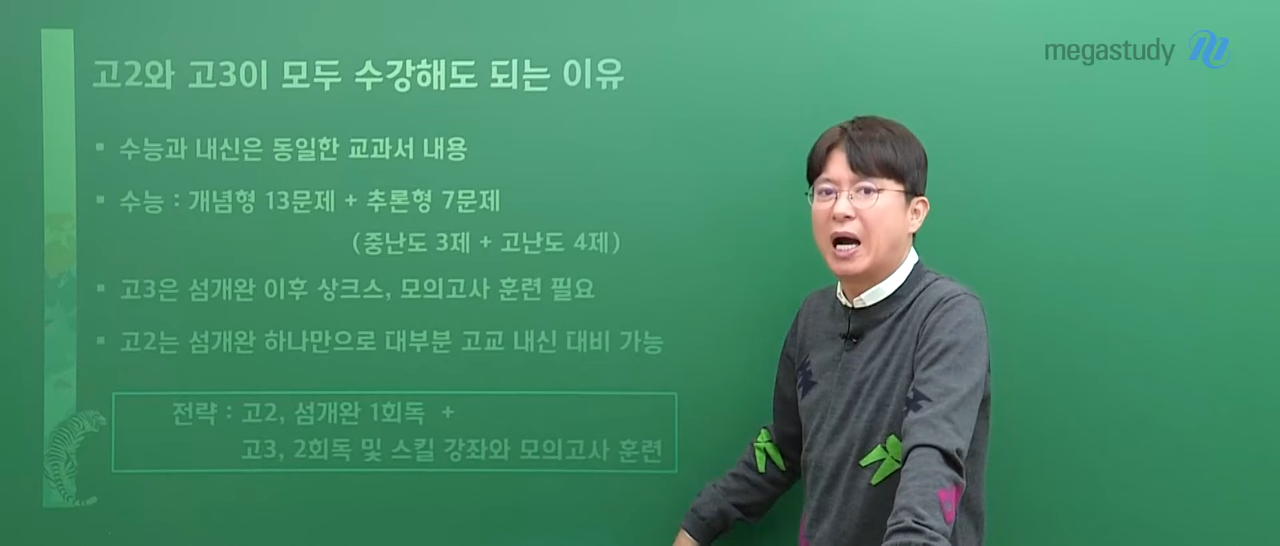 megastudy
고2와 고3이 모두 수강해도 되는 이유
▪ 수능과 내신은 동일한 교과서 내용
▪ 수능 : 개념형 13문제 + 추론형 7문제
(중난도 3제 + 고난도 4제)
▪ 고3은 섬개완 이후 상크스, 모의고사 훈련 필요
▪ 고2는 섬개완 하나만으로 대부분 고교 내신 대비 가능
전략 : 고2, 섬개완 1회독 +
고3, 2회독 및 스킬 강좌와 모의고사 훈련